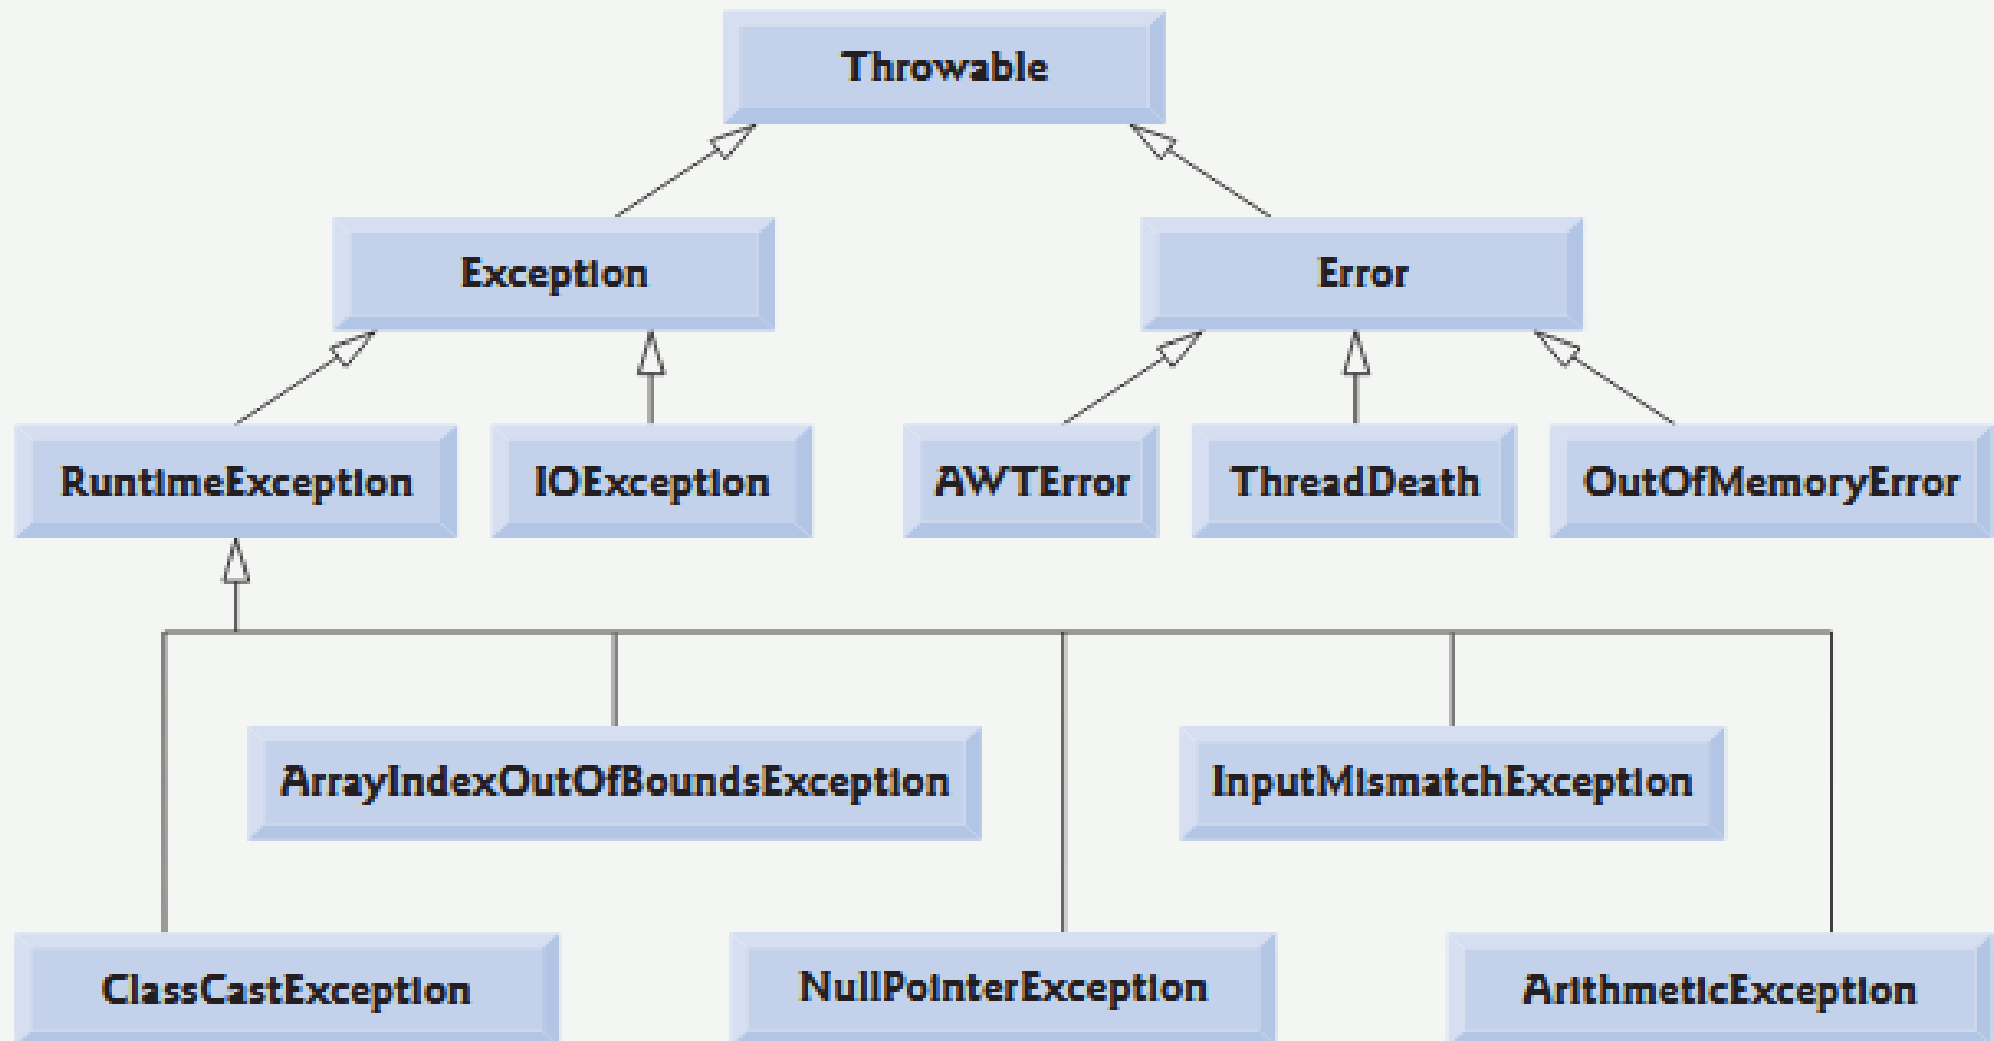 Throwable
Exception
Error
RuntimeException
IOException
AWTError
ThreadDeath
OutOfMemoryError
ArrayIndexOutOfBoundsException
InputMismatchException
ClassCastException
NullPointerException
ArithmeticException